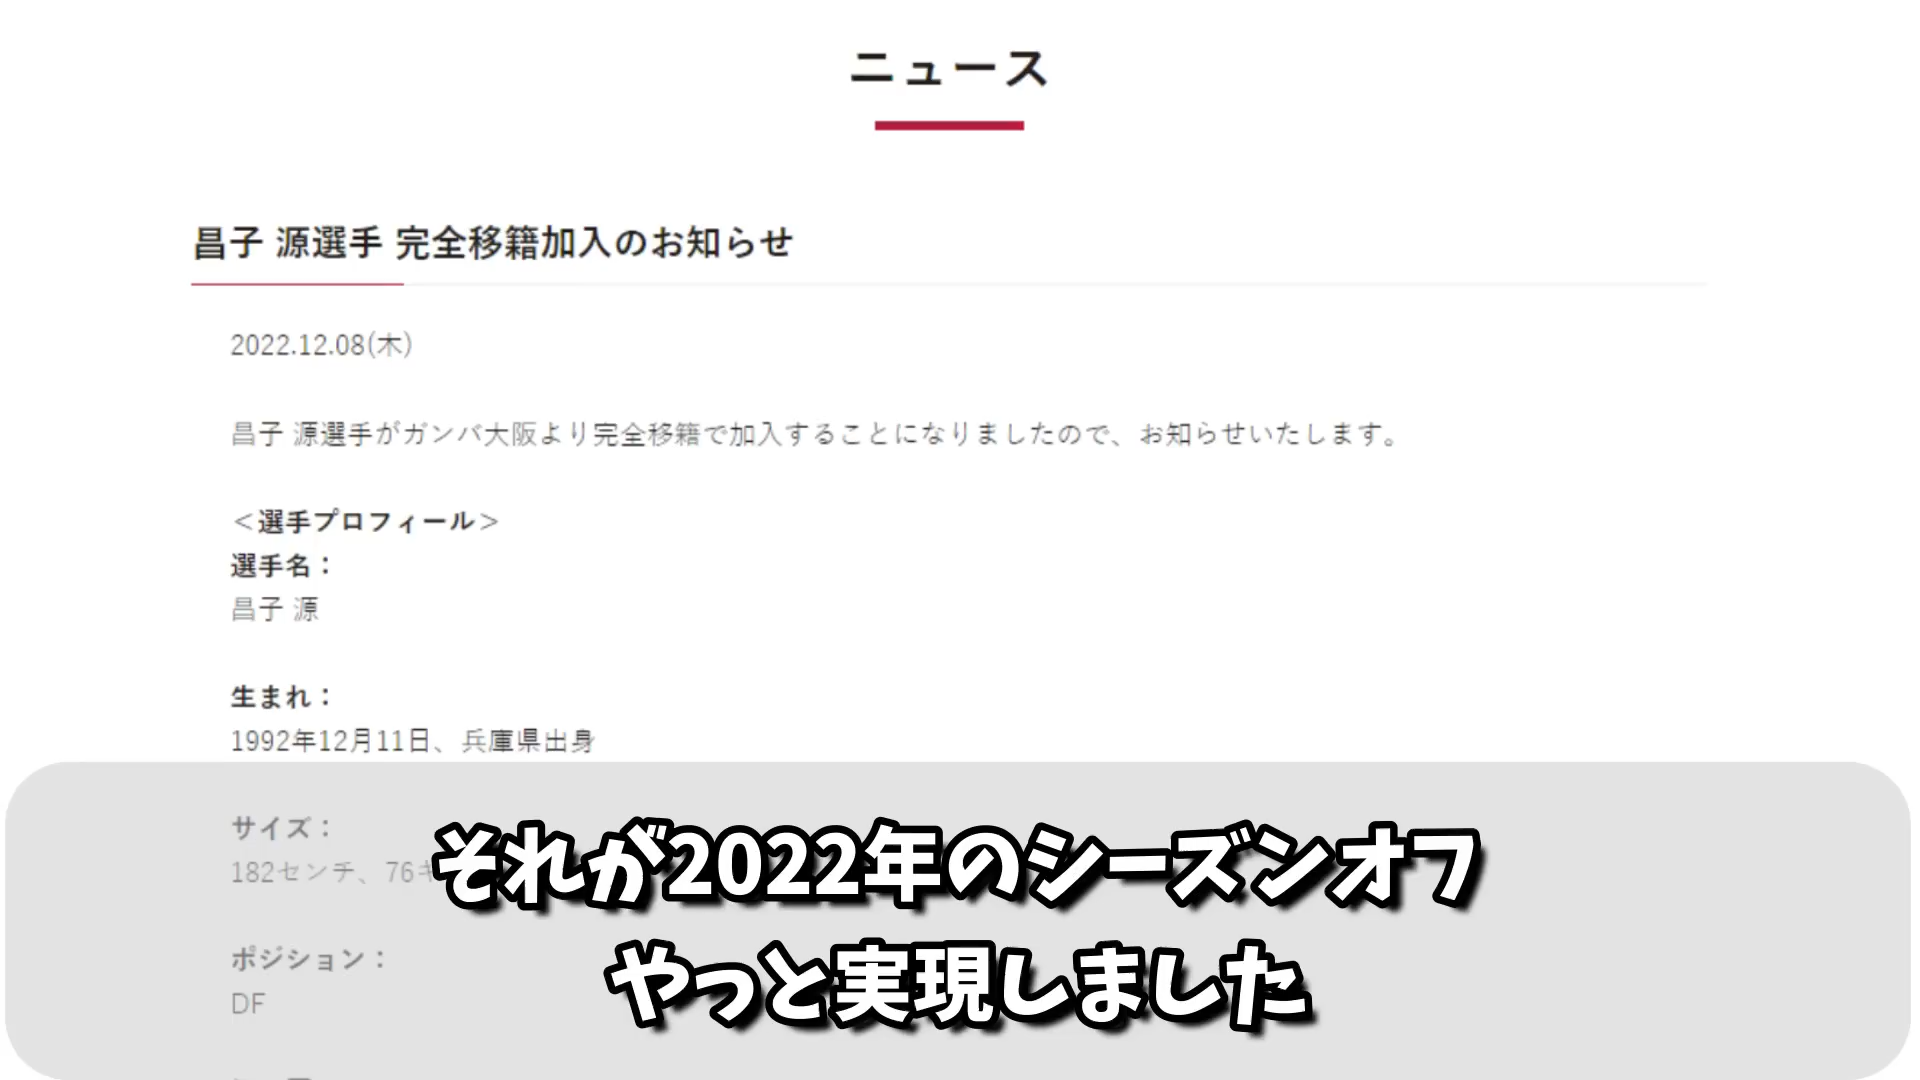 ニュース
昌子 源選手 完全移籍加入のお知らせ
2022.12.08(木)
昌子 源選手がガンバ大阪より完全移籍で加入することになりましたので、お知らせいたします。
＜選手プロフィール＞
選手名：
昌子 源
生まれ：
1992年12月11日、兵庫県出身
サイズ：
182センチ、76キ
ポジション：
DF
それが2022年のシーズンオフ
やっと実現しました